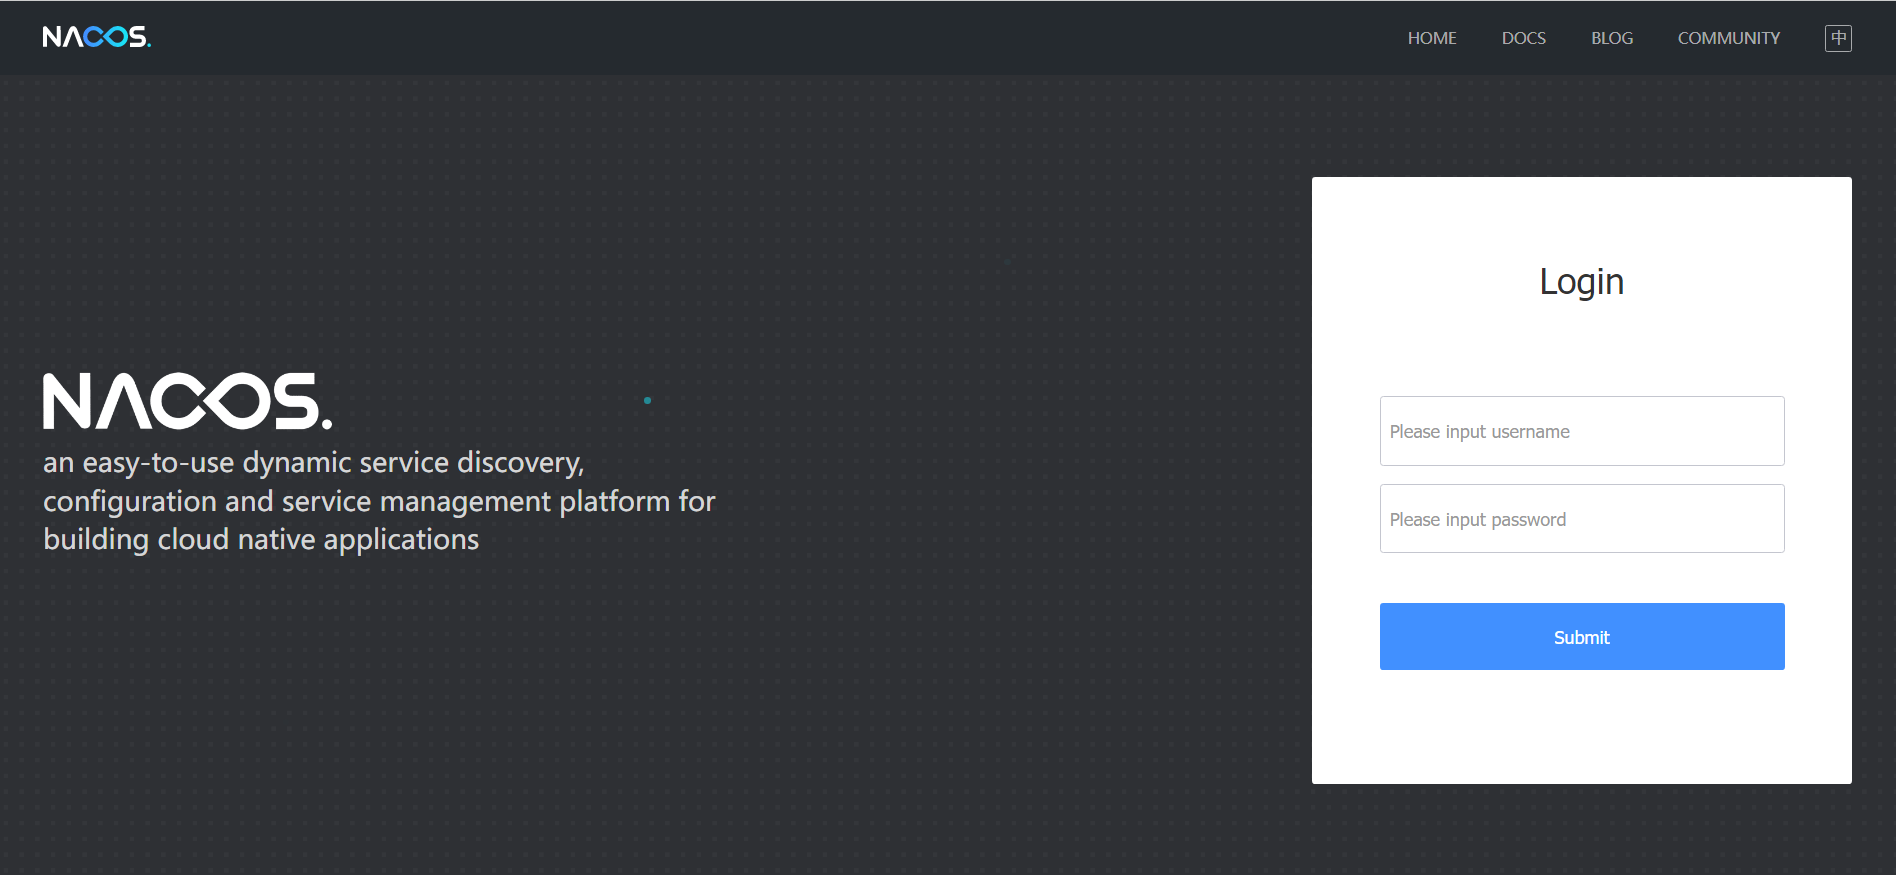 NACOS.
HOME
DOCS
BLOG
COMMUNITY
中
NACOS.
an easy-to-use dynamic service discovery,
configuration and service management platform for
building cloud native applications
Login
Please input username
Please input password
Submit